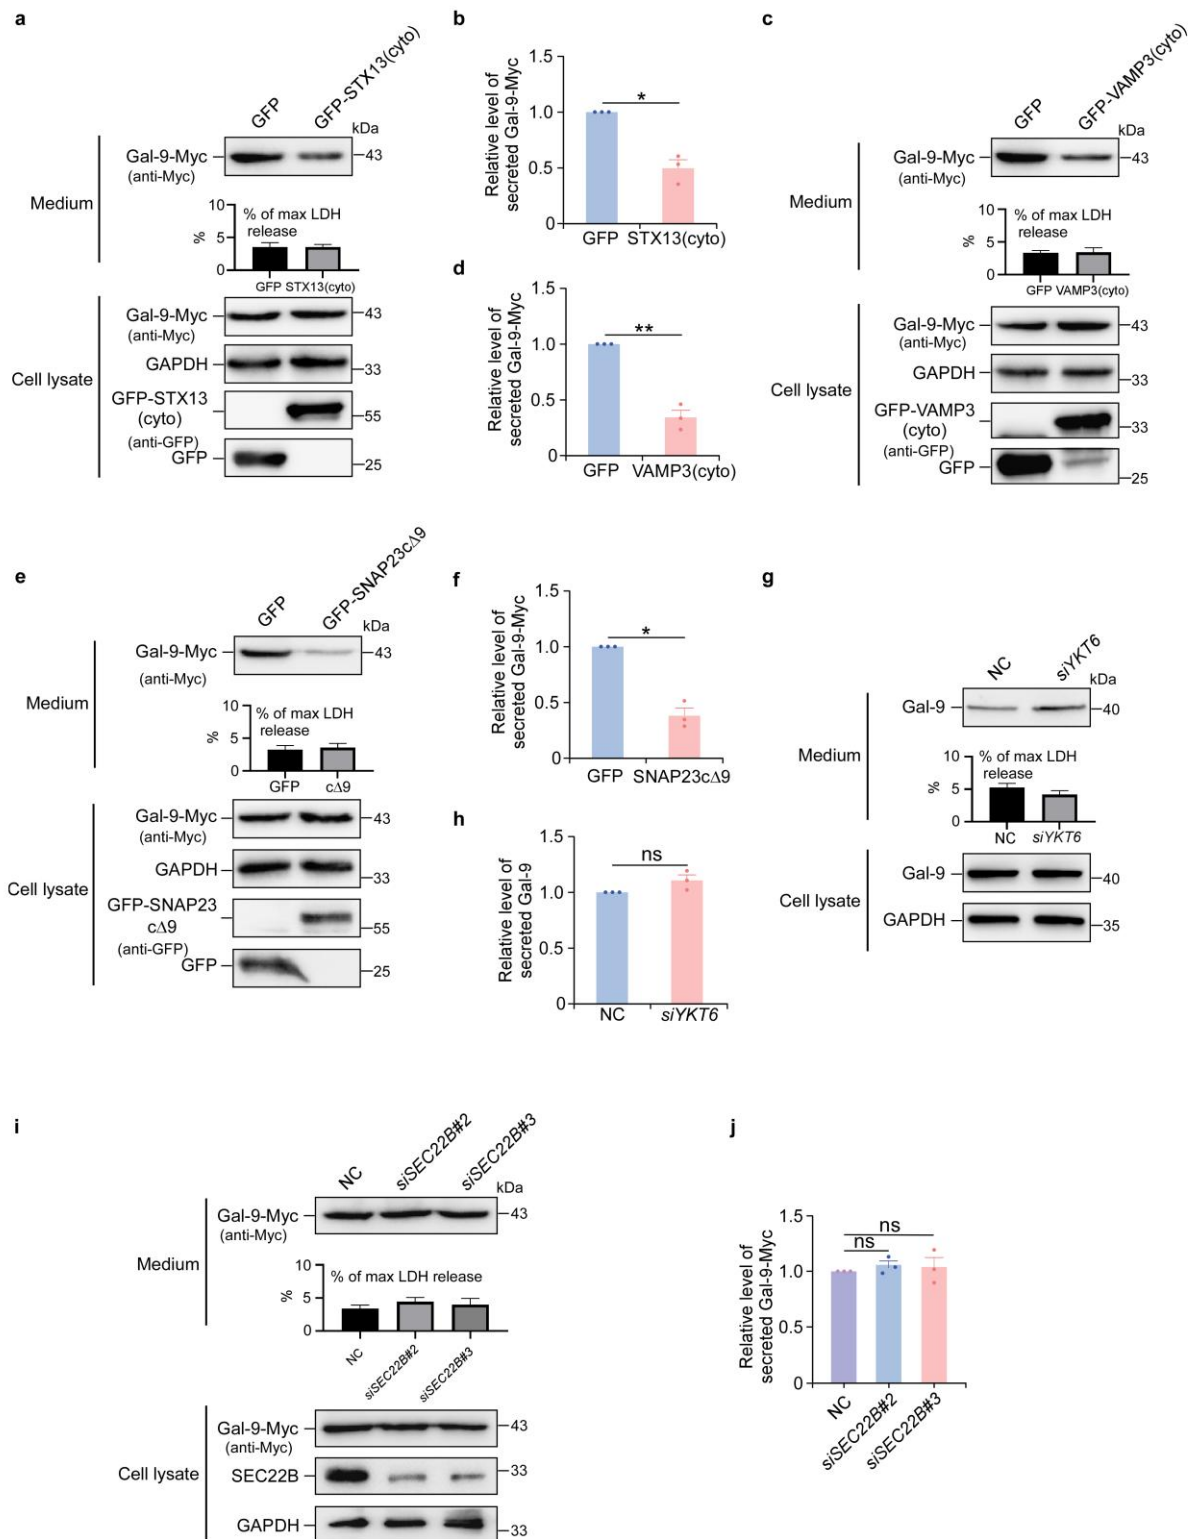 a
GFP
GFP-STX13(cyto)
kDa
Medium
Gal-9-Myc
(anti-Myc)
43
% of max LDH
release
%
10
5
0
GFP STX13(cyto)
Cell lysate
Gal-9-Myc
(anti-Myc)
43
GAPDH
33
GFP-STX13
(cyto)
(anti-GFP)
55
GFP
25
b
Relative level of
secreted Gal-9-Myc
1.5
1.0
0.5
0
*
GFP STX13(cyto)
c
GFP
GFP-VAMP3(cyto)
kDa
Medium
Gal-9-Myc
(anti-Myc)
43
% of max LDH
release
%
10
5
0
GFP VAMP3(cyto)
Cell lysate
Gal-9-Myc
(anti-Myc)
43
GAPDH
33
GFP-VAMP3
(cyto)
(anti-GFP)
33
GFP
25
d
Relative level of
secreted Gal-9-Myc
1.5
1.0
0.5
0
**
GFP VAMP3(cyto)
e
GFP
GFP-SNAP23cΔ9
kDa
Medium
Gal-9-Myc
(anti-Myc)
43
% of max LDH
release
%
10
5
0
GFP cΔ9
Cell lysate
Gal-9-Myc
(anti-Myc)
43
GAPDH
33
GFP-SNAP23
cΔ9
(anti-GFP)
55
GFP
25
f
Relative level of
secreted Gal-9-Myc
1.5
1.0
0.5
0
*
GFP SNAP23cΔ9
g
NC
siYKT6
kDa
Medium
Gal-9
40
% of max LDH
release
%
10
5
0
NC siYKT6
Cell lysate
Gal-9
40
GAPDH
35
h
Relative level of
secreted Gal-9
1.5
1.0
0.5
0
ns
NC siYKT6
i
NC
siSEC22B#2
siSEC22B#3
kDa
Medium
Gal-9-Myc
(anti-Myc)
43
% of max LDH release
%
10
5
0
NC
siSEC22B#2
siSEC22B#3
Cell lysate
Gal-9-Myc
(anti-Myc)
43
SEC22B
33
GAPDH
33
j
Relative level of
secreted Gal-9-Myc
1.5
1.0
0.5
0
ns
ns
NC
siSEC22B#2
siSEC22B#3